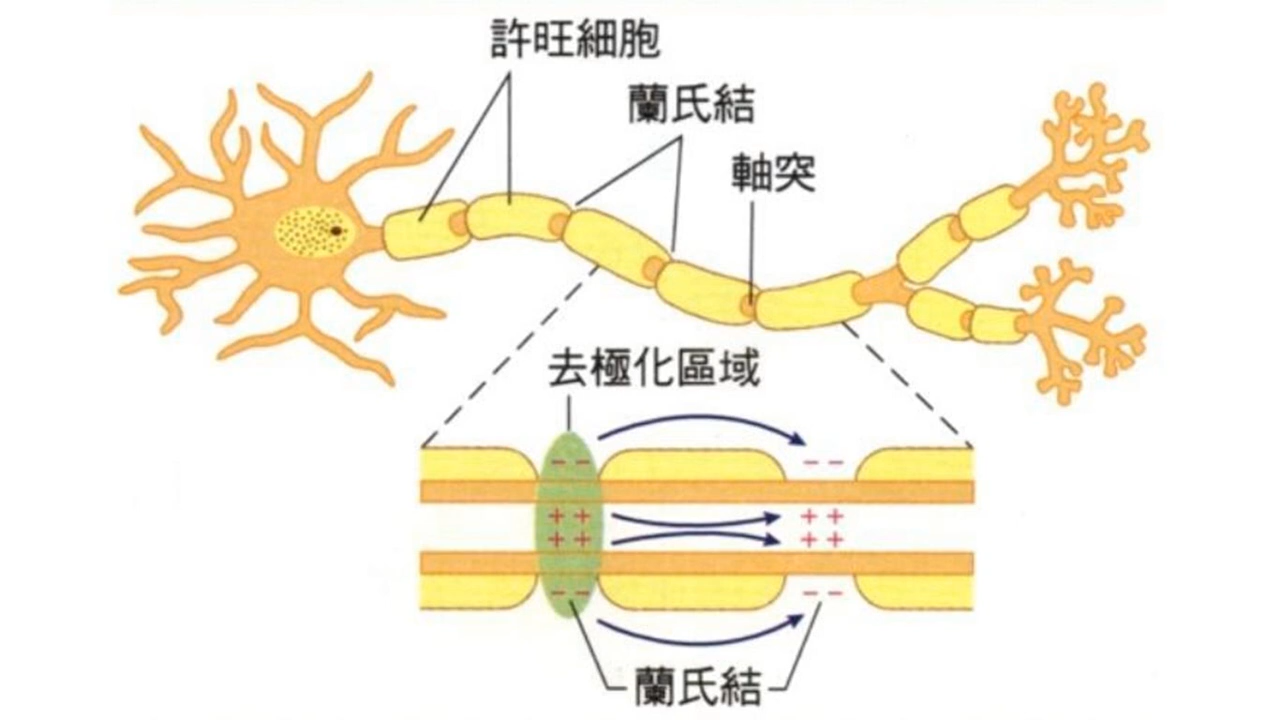 許旺細胞
蘭氏結
軸突
去極化區域
－－ －－
＋＋ ＋＋
＋＋ ＋＋
－－ －－
蘭氏結